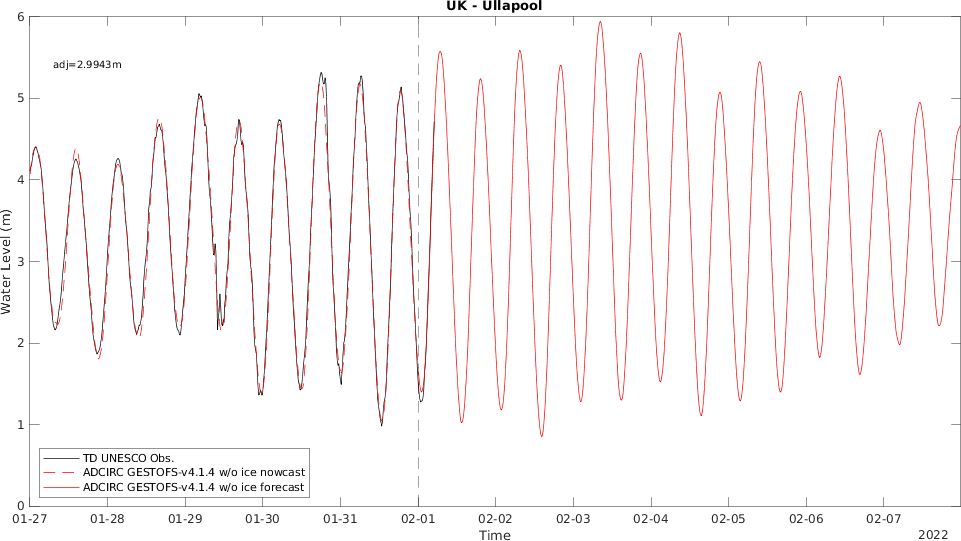 UK - Ullapool
adj=2.9943m
6
5
4
3
2
1
0
Water Level (m)
TD UNESCO Obs.
ADCIRC GESTOFS-v4.1.4 w/o ice nowcast
ADCIRC GESTOFS-v4.1.4 w/o ice forecast
01-27 01-28 01-29 01-30 01-31 02-01 02-02 02-03 02-04 02-05 02-06 02-07
Time
2022